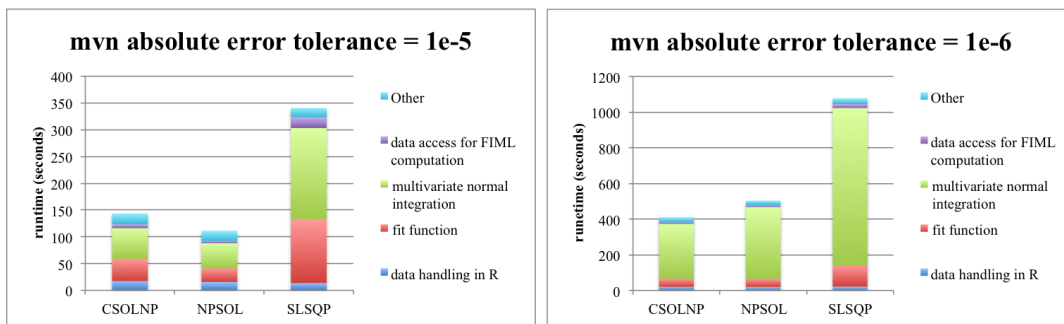 mvn absolute error tolerance = 1e-5
400
350
300
250
200
150
100
50
0
runtime (seconds)
CSOLNP
NPSOL
SLSQP
Other
data access for FIML
computation
multivariate normal
integration
fit function
data handling in R
mvn absolute error tolerance = 1e-6
1200
1000
800
600
400
200
0
runetime (seconds)
CSOLNP
NPSOL
SLSQP
Other
data access for FIML
computation
multivariate normal
integration
fit function
data handling in R